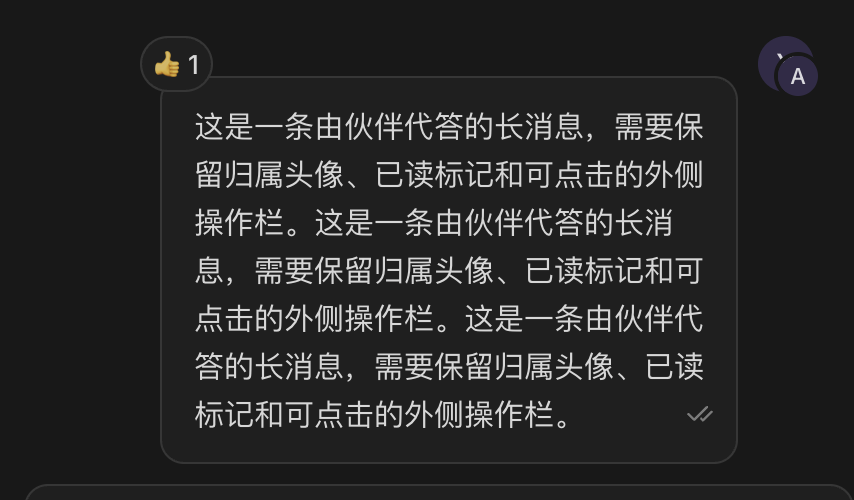 👍 1
A
这是一条由伙伴代答的长消息，需要保
留归属头像、已读标记和可点击的外侧
操作栏。这是一条由伙伴代答的长消
息，需要保留归属头像、已读标记和可
点击的外侧操作栏。这是一条由伙伴代
答的长消息，需要保留归属头像、已读
标记和可点击的外侧操作栏。